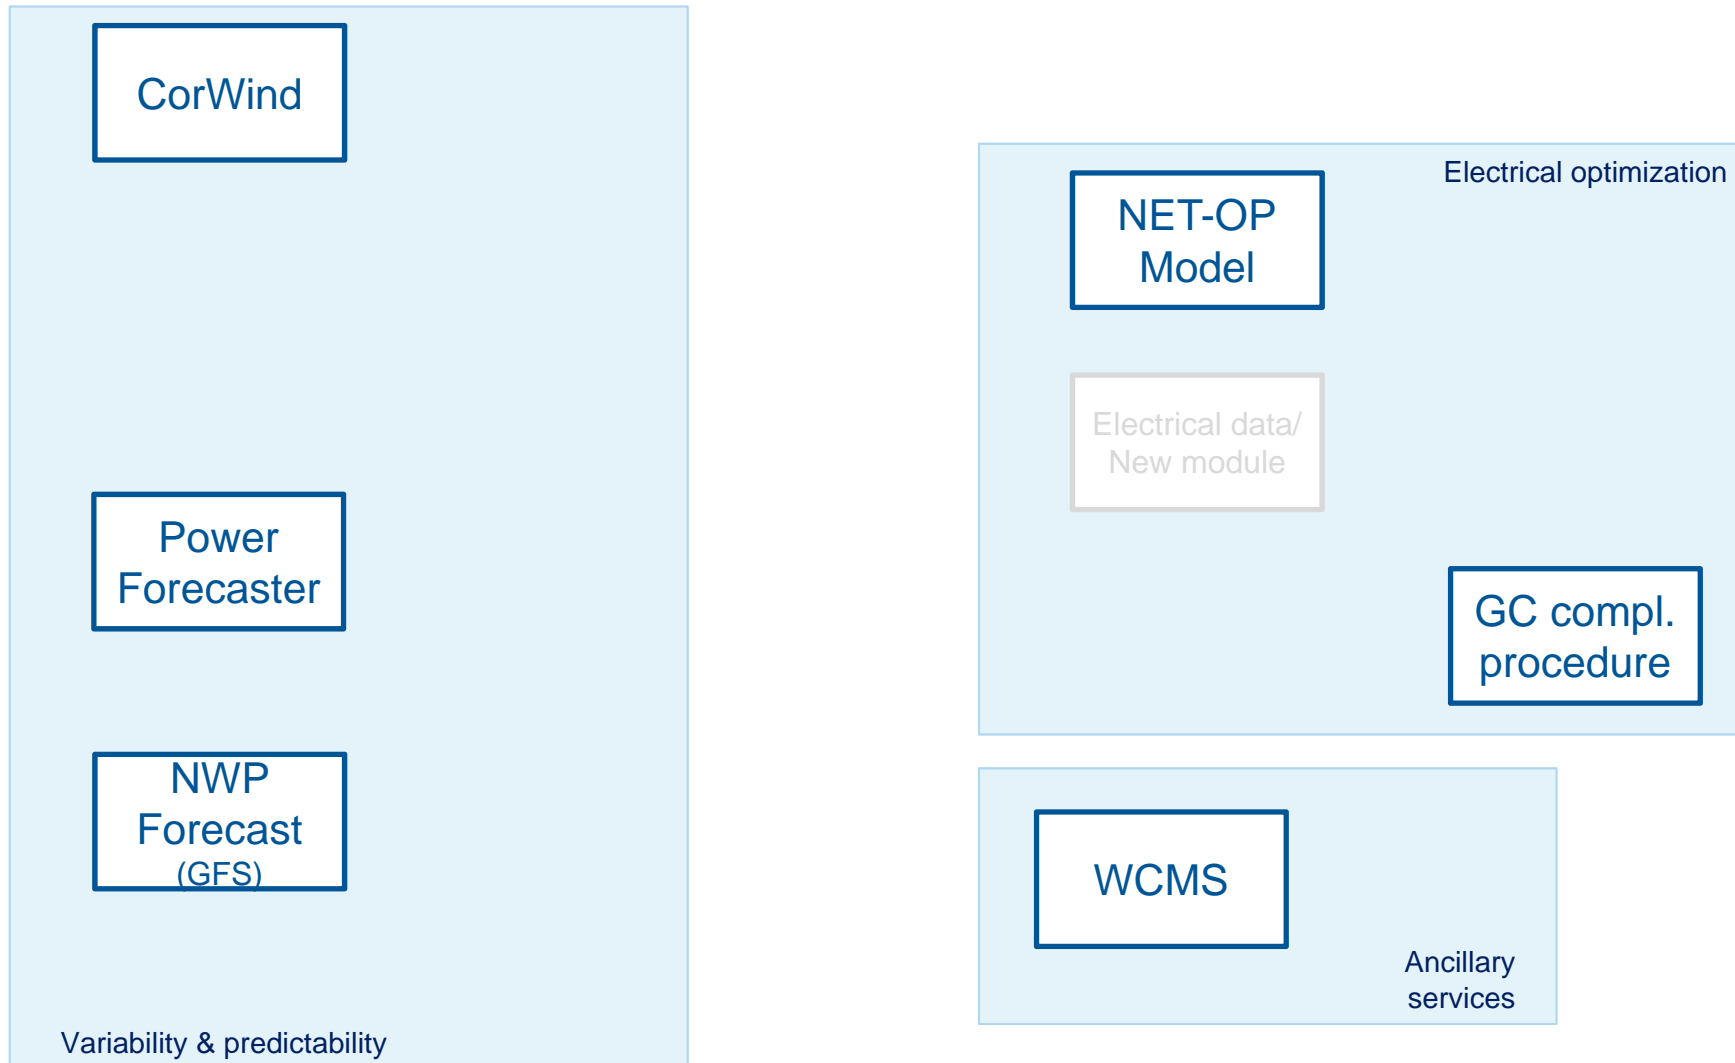 CorWind
Power
Forecaster
NWP
Forecast
(GFS)
Variability & predictability
Electrical optimization
NET-OP
Model
Electrical data/
New module
GC compl.
procedure
WCMS
Ancillary
services